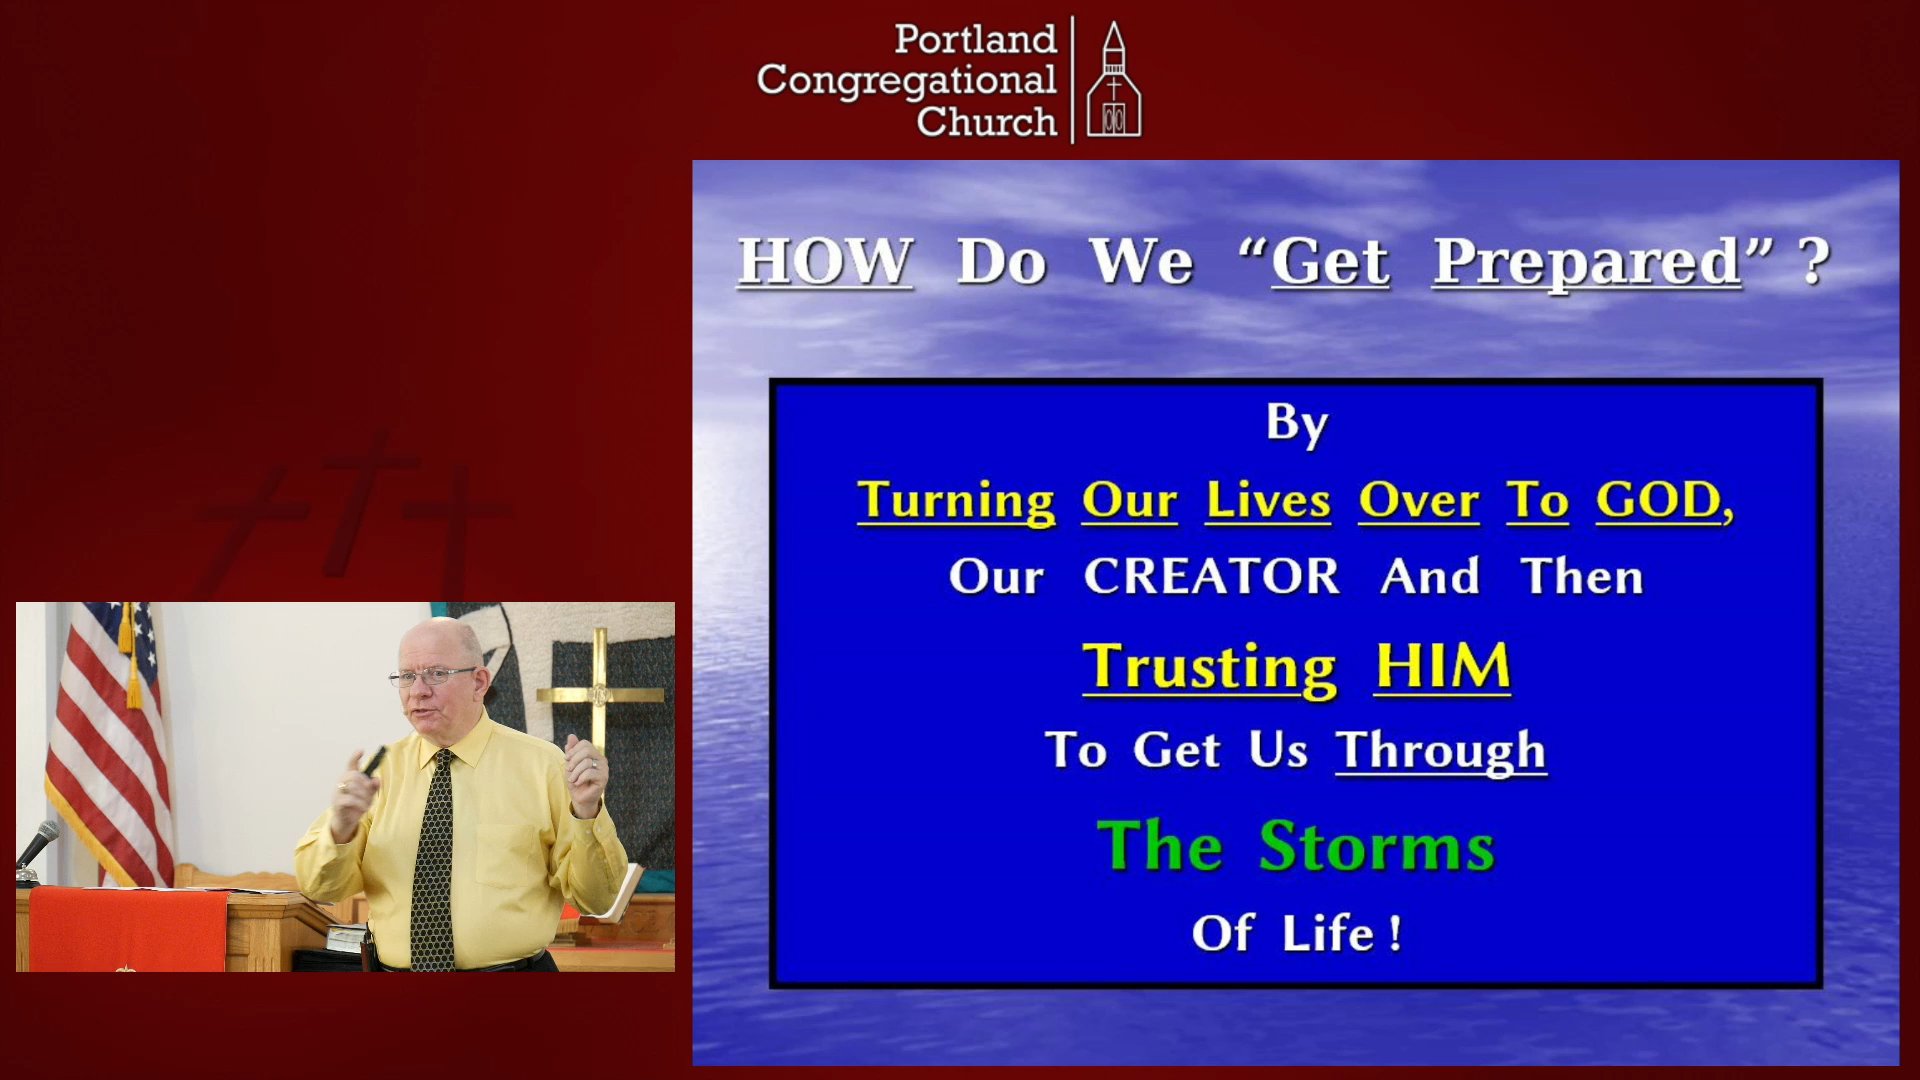 Portland
Congregational
Church
HOW Do We “Get Prepared” ?
By
Turning Our Lives Over To GOD,
Our CREATOR And Then
Trusting HIM
To Get Us Through
The Storms
Of Life !